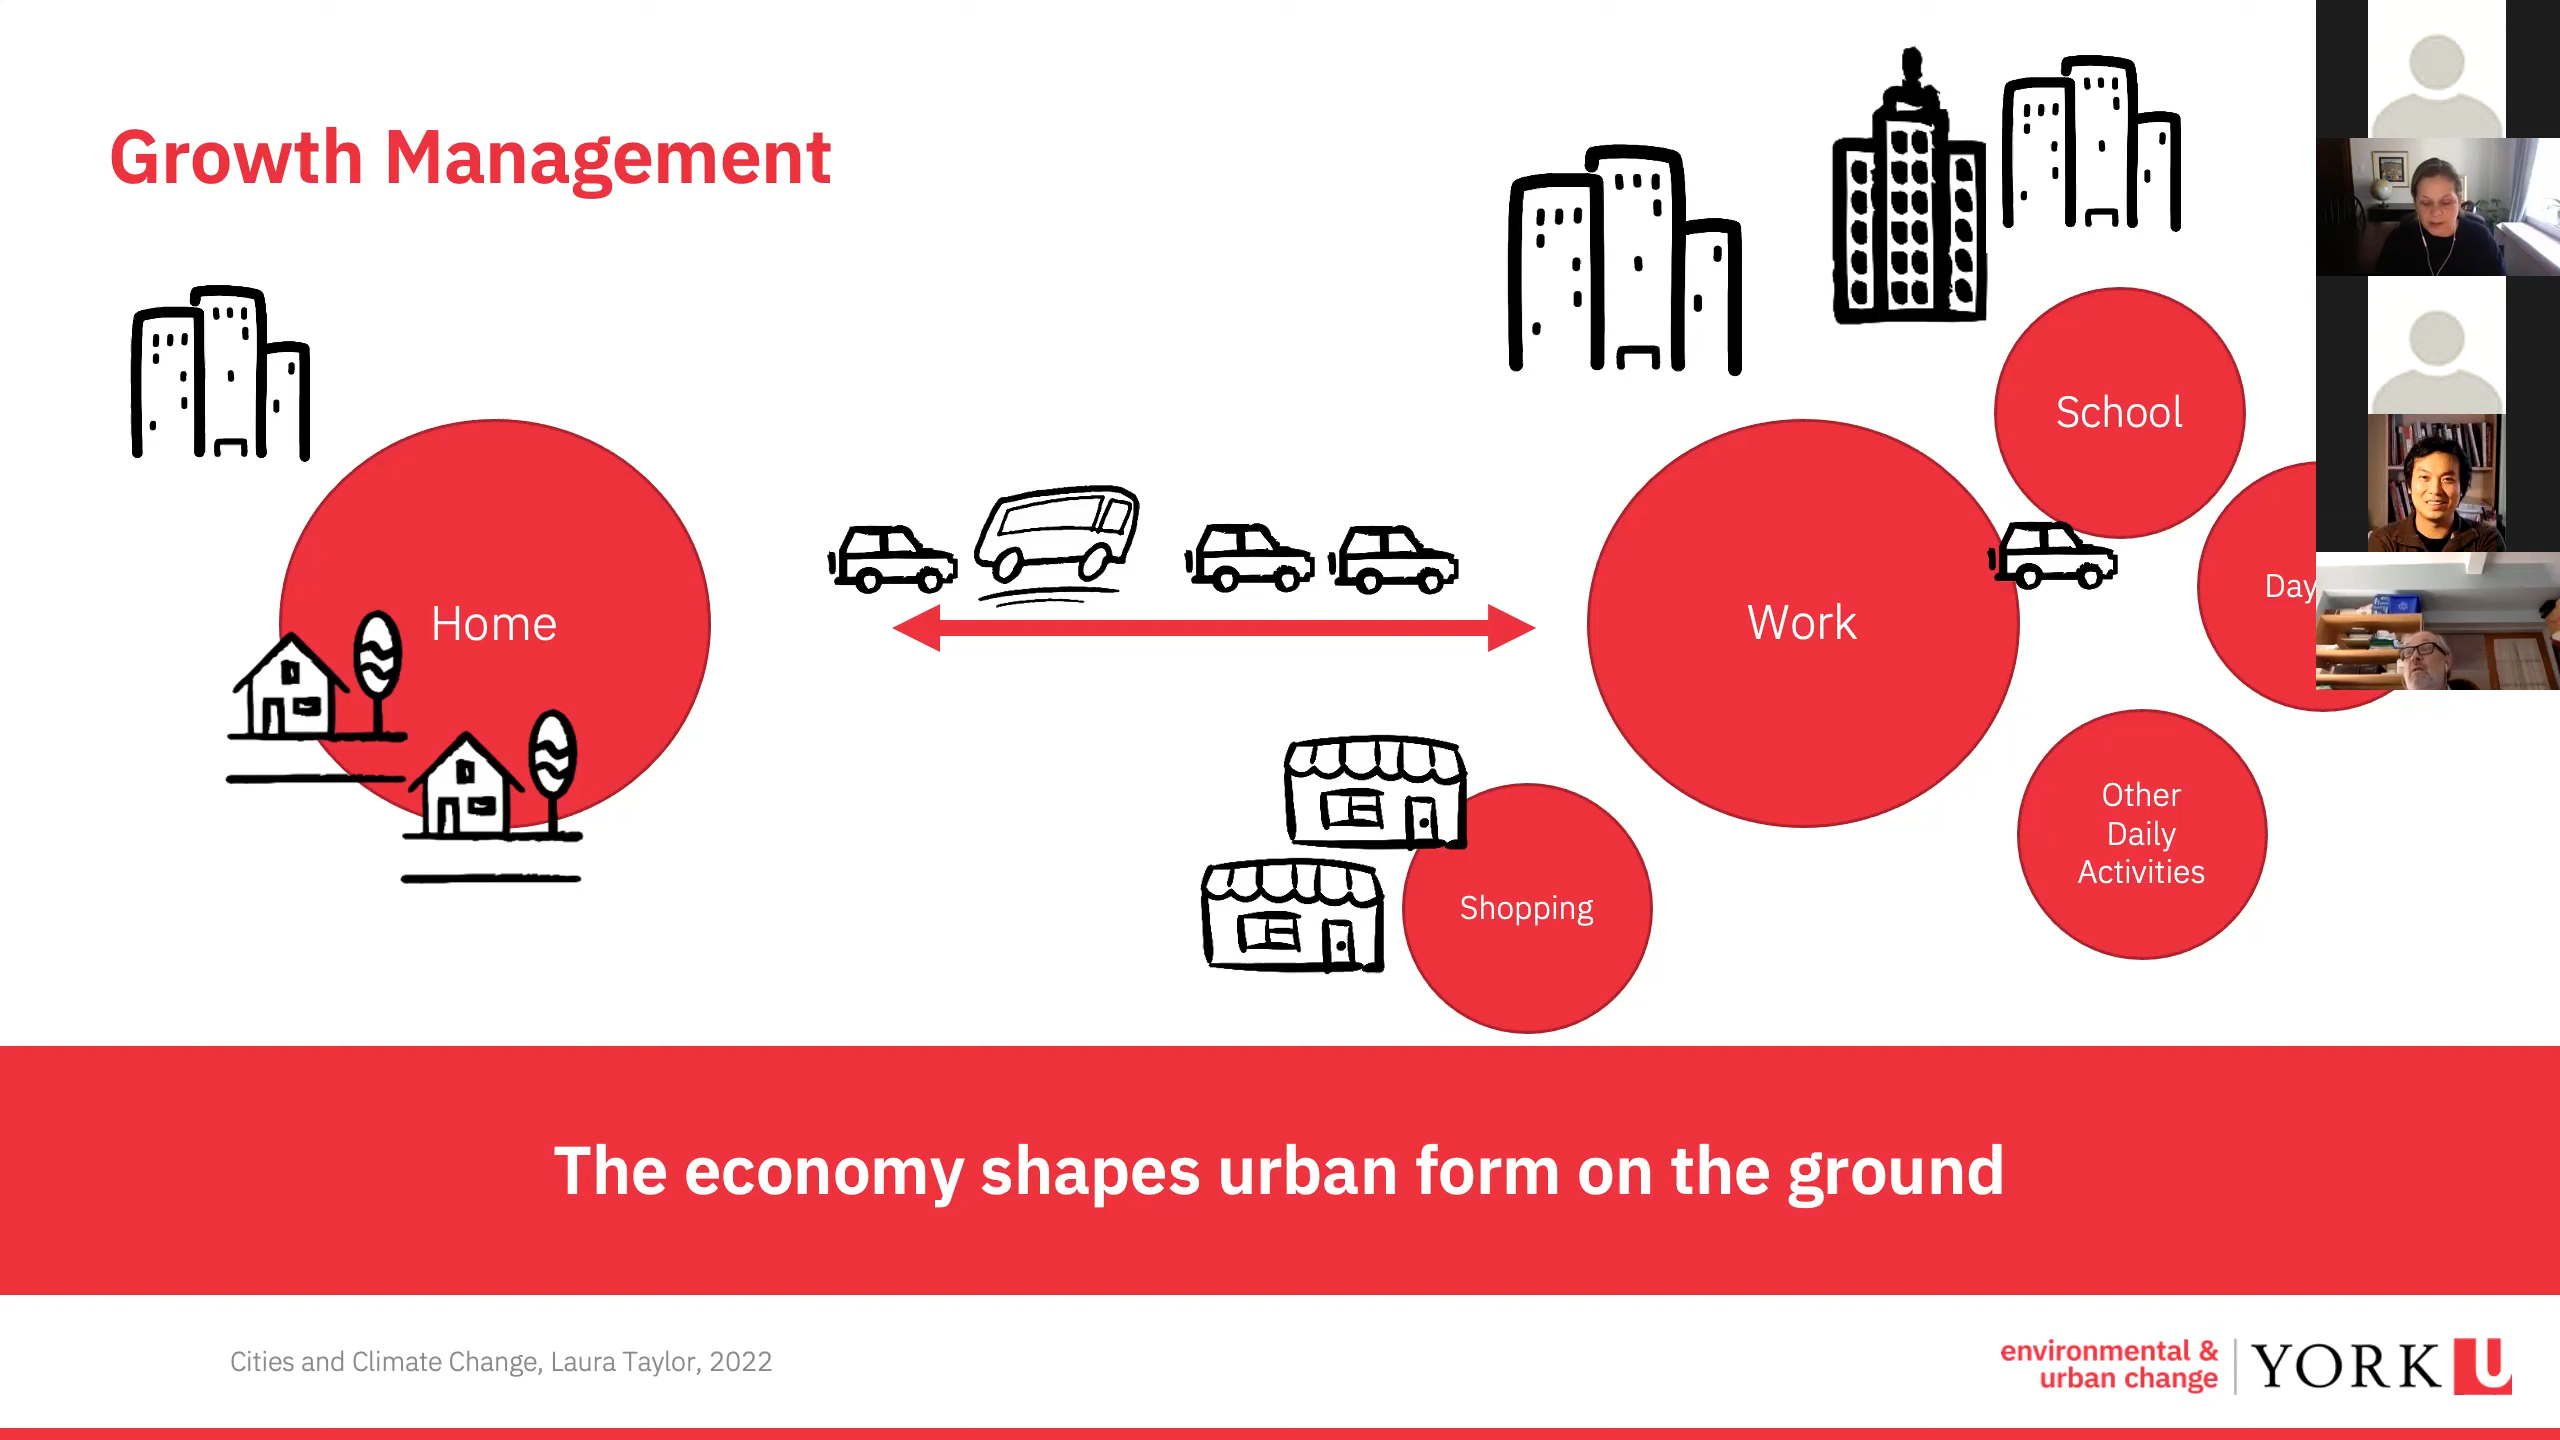 Growth Management
School
Home
Work
Day
Other
Daily
Activities
Shopping
The economy shapes urban form on the ground
Cities and Climate Change, Laura Taylor, 2022
environmental &
urban change
YORK U